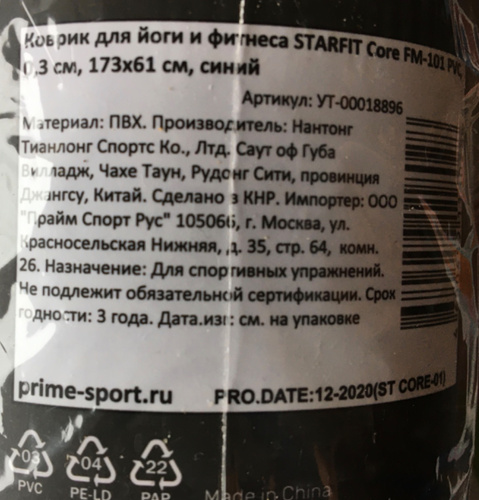 Коврик для йоги и фитнеса STARFIT Core FM-101 PVC,
0,3 см, 173x61 см, синий
Артикул: УТ-00018896
Материал: ПВХ. Производитель: Нантонг
Тианлонг Спортс Ко., Лтд. Саут оф Губа
Вилладж, Чахе Таун, Рудонг Сити, провинция
Джангсу, Китай. Сделано в КНР. Импортер: ООО
"Прайм Спорт Рус" 105066, г. Москва, ул.
Красносельская Нижняя, д. 35, стр. 64, комн.
26. Назначение: Для спортивных упражнений.
Не подлежит обязательной сертификации. Срок
годности: 3 года. Дата.изг: см. на упаковке
prime-sport.ru PRO.DATE:12-2020(ST CORE-01)
03 04 22
PVC PE-LD PAP Made in China